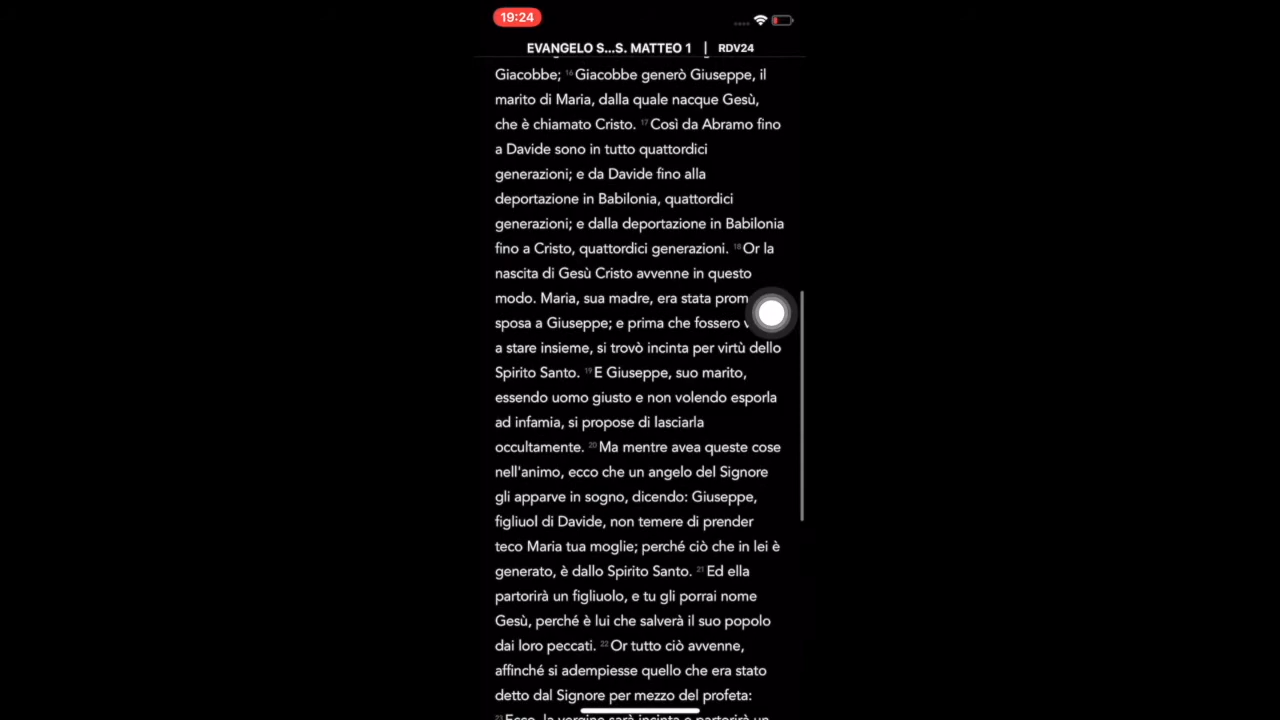 19:24
EVANGELO S...S. MATTEO 1 | RDV24
Giacobbe; 16 Giacobbe generò Giuseppe, il
marito di Maria, dalla quale nacque Gesù,
che è chiamato Cristo. 17 Così da Abramo fino
a Davide sono in tutto quattordici
generazioni; e da Davide fino alla
deportazione in Babilonia, quattordici
generazioni; e dalla deportazione in Babilonia
fino a Cristo, quattordici generazioni. 18 Or la
nascita di Gesù Cristo avvenne in questo
modo. Maria, sua madre, era stata prom
sposa a Giuseppe; e prima che fossero
a stare insieme, si trovò incinta per virtù dello
Spirito Santo. 19 E Giuseppe, suo marito,
essendo uomo giusto e non volendo esporla
ad infamia, si propose di lasciarla
occultamente. 20 Ma mentre avea queste cose
nell'animo, ecco che un angelo del Signore
gli apparve in sogno, dicendo: Giuseppe,
figliuol di Davide, non temere di prender
teco Maria tua moglie; perché ciò che in lei è
generato, è dallo Spirito Santo. 21 Ed ella
partorirà un figliuolo, e tu gli porrai nome
Gesù, perché è lui che salverà il suo popolo
dai loro peccati. 22 Or tutto ciò avvenne,
affinché si adempiesse quello che era stato
detto dal Signore per mezzo del profeta:
23 Ecco, la vergine sarà incinta e partorirà un